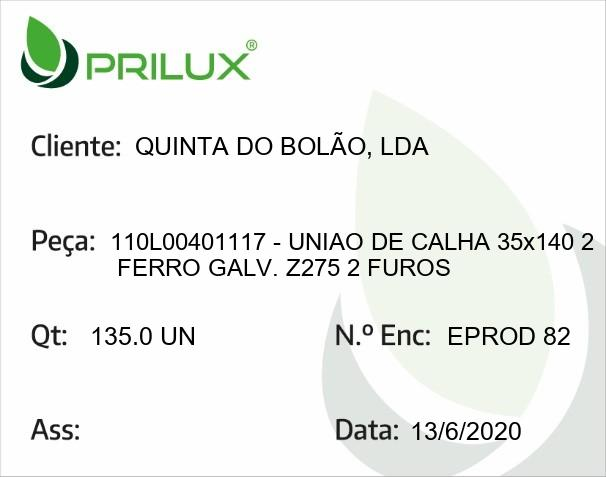 PRILUX®
Cliente: QUINTA DO BOLÃO, LDA
Peça: 110L00401117 - UNIAO DE CALHA 35x140 2
FERRO GALV. Z275 2 FUROS
Qt: 135.0 UN N.º Enc: EPROD 82
Ass: Data: 13/6/2020